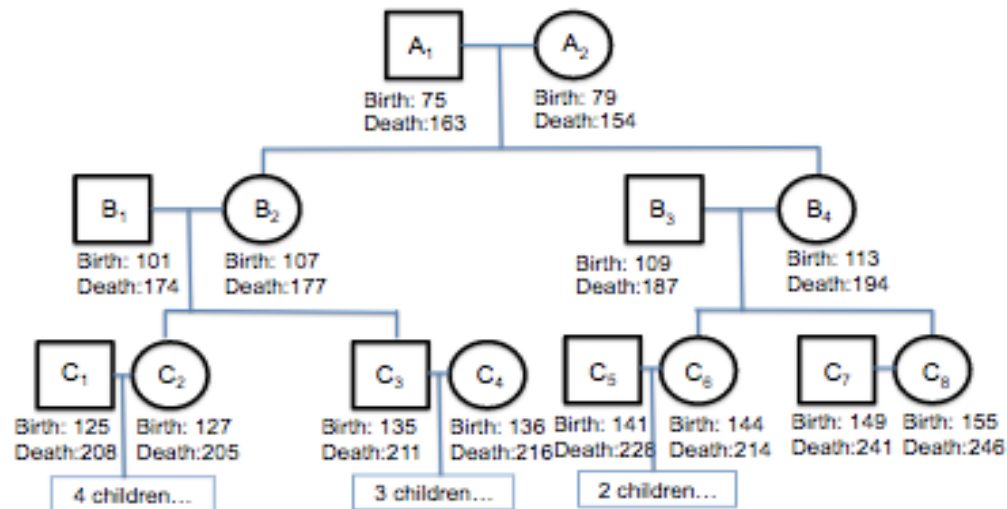 A1 A2
Birth: 75 Birth: 79
Death:163 Death:154
B1 B2 B3 B4
Birth: 101 Birth: 107 Birth: 109 Birth: 113
Death:174 Death:177 Death:187 Death:194
C1 C2 C3 C4 C5 C6 C7 C8
Birth: 125 Birth: 127 Birth: 135 Birth: 136 Birth: 141 Birth: 144 Birth: 149 Birth: 155
Death:208 Death:205 Death:211 Death:216 Death:228 Death:214 Death:241 Death:246
4 children... 3 children... 2 children...